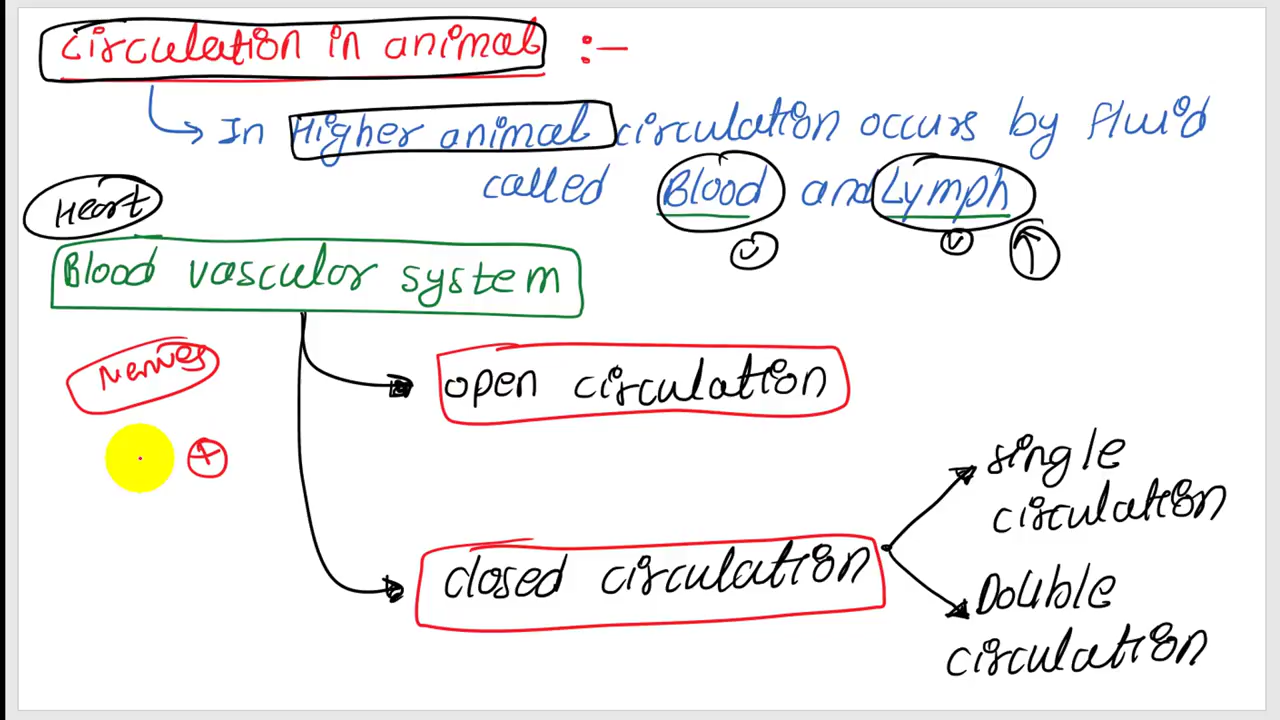 Circulation in animal :-
In Higher animal circulation occurs by fluid
called Blood and Lymph
Heart
Blood vasculor system
Nerves
open circulation
single
circulation
closed circulation
Double
circulation